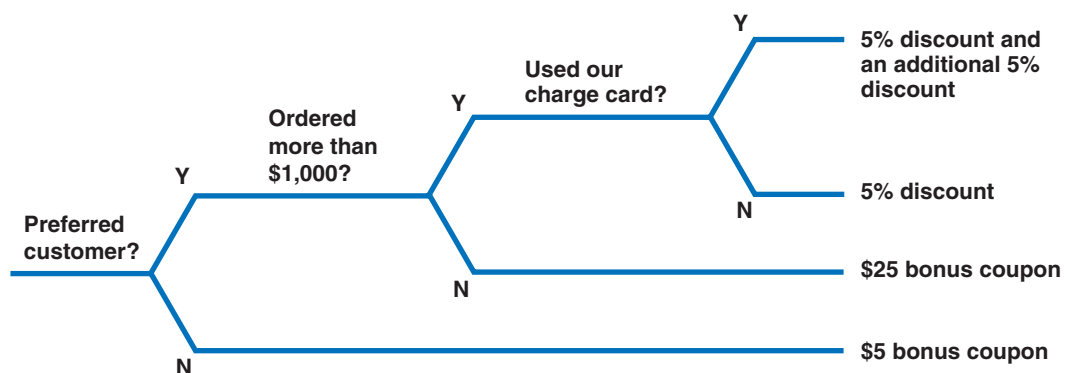 Preferred
customer?
Y
N
Ordered
more than
$1,000?
Y
N
Used our
charge card?
Y
N
5% discount and
an additional 5%
discount
5% discount
$25 bonus coupon
$5 bonus coupon